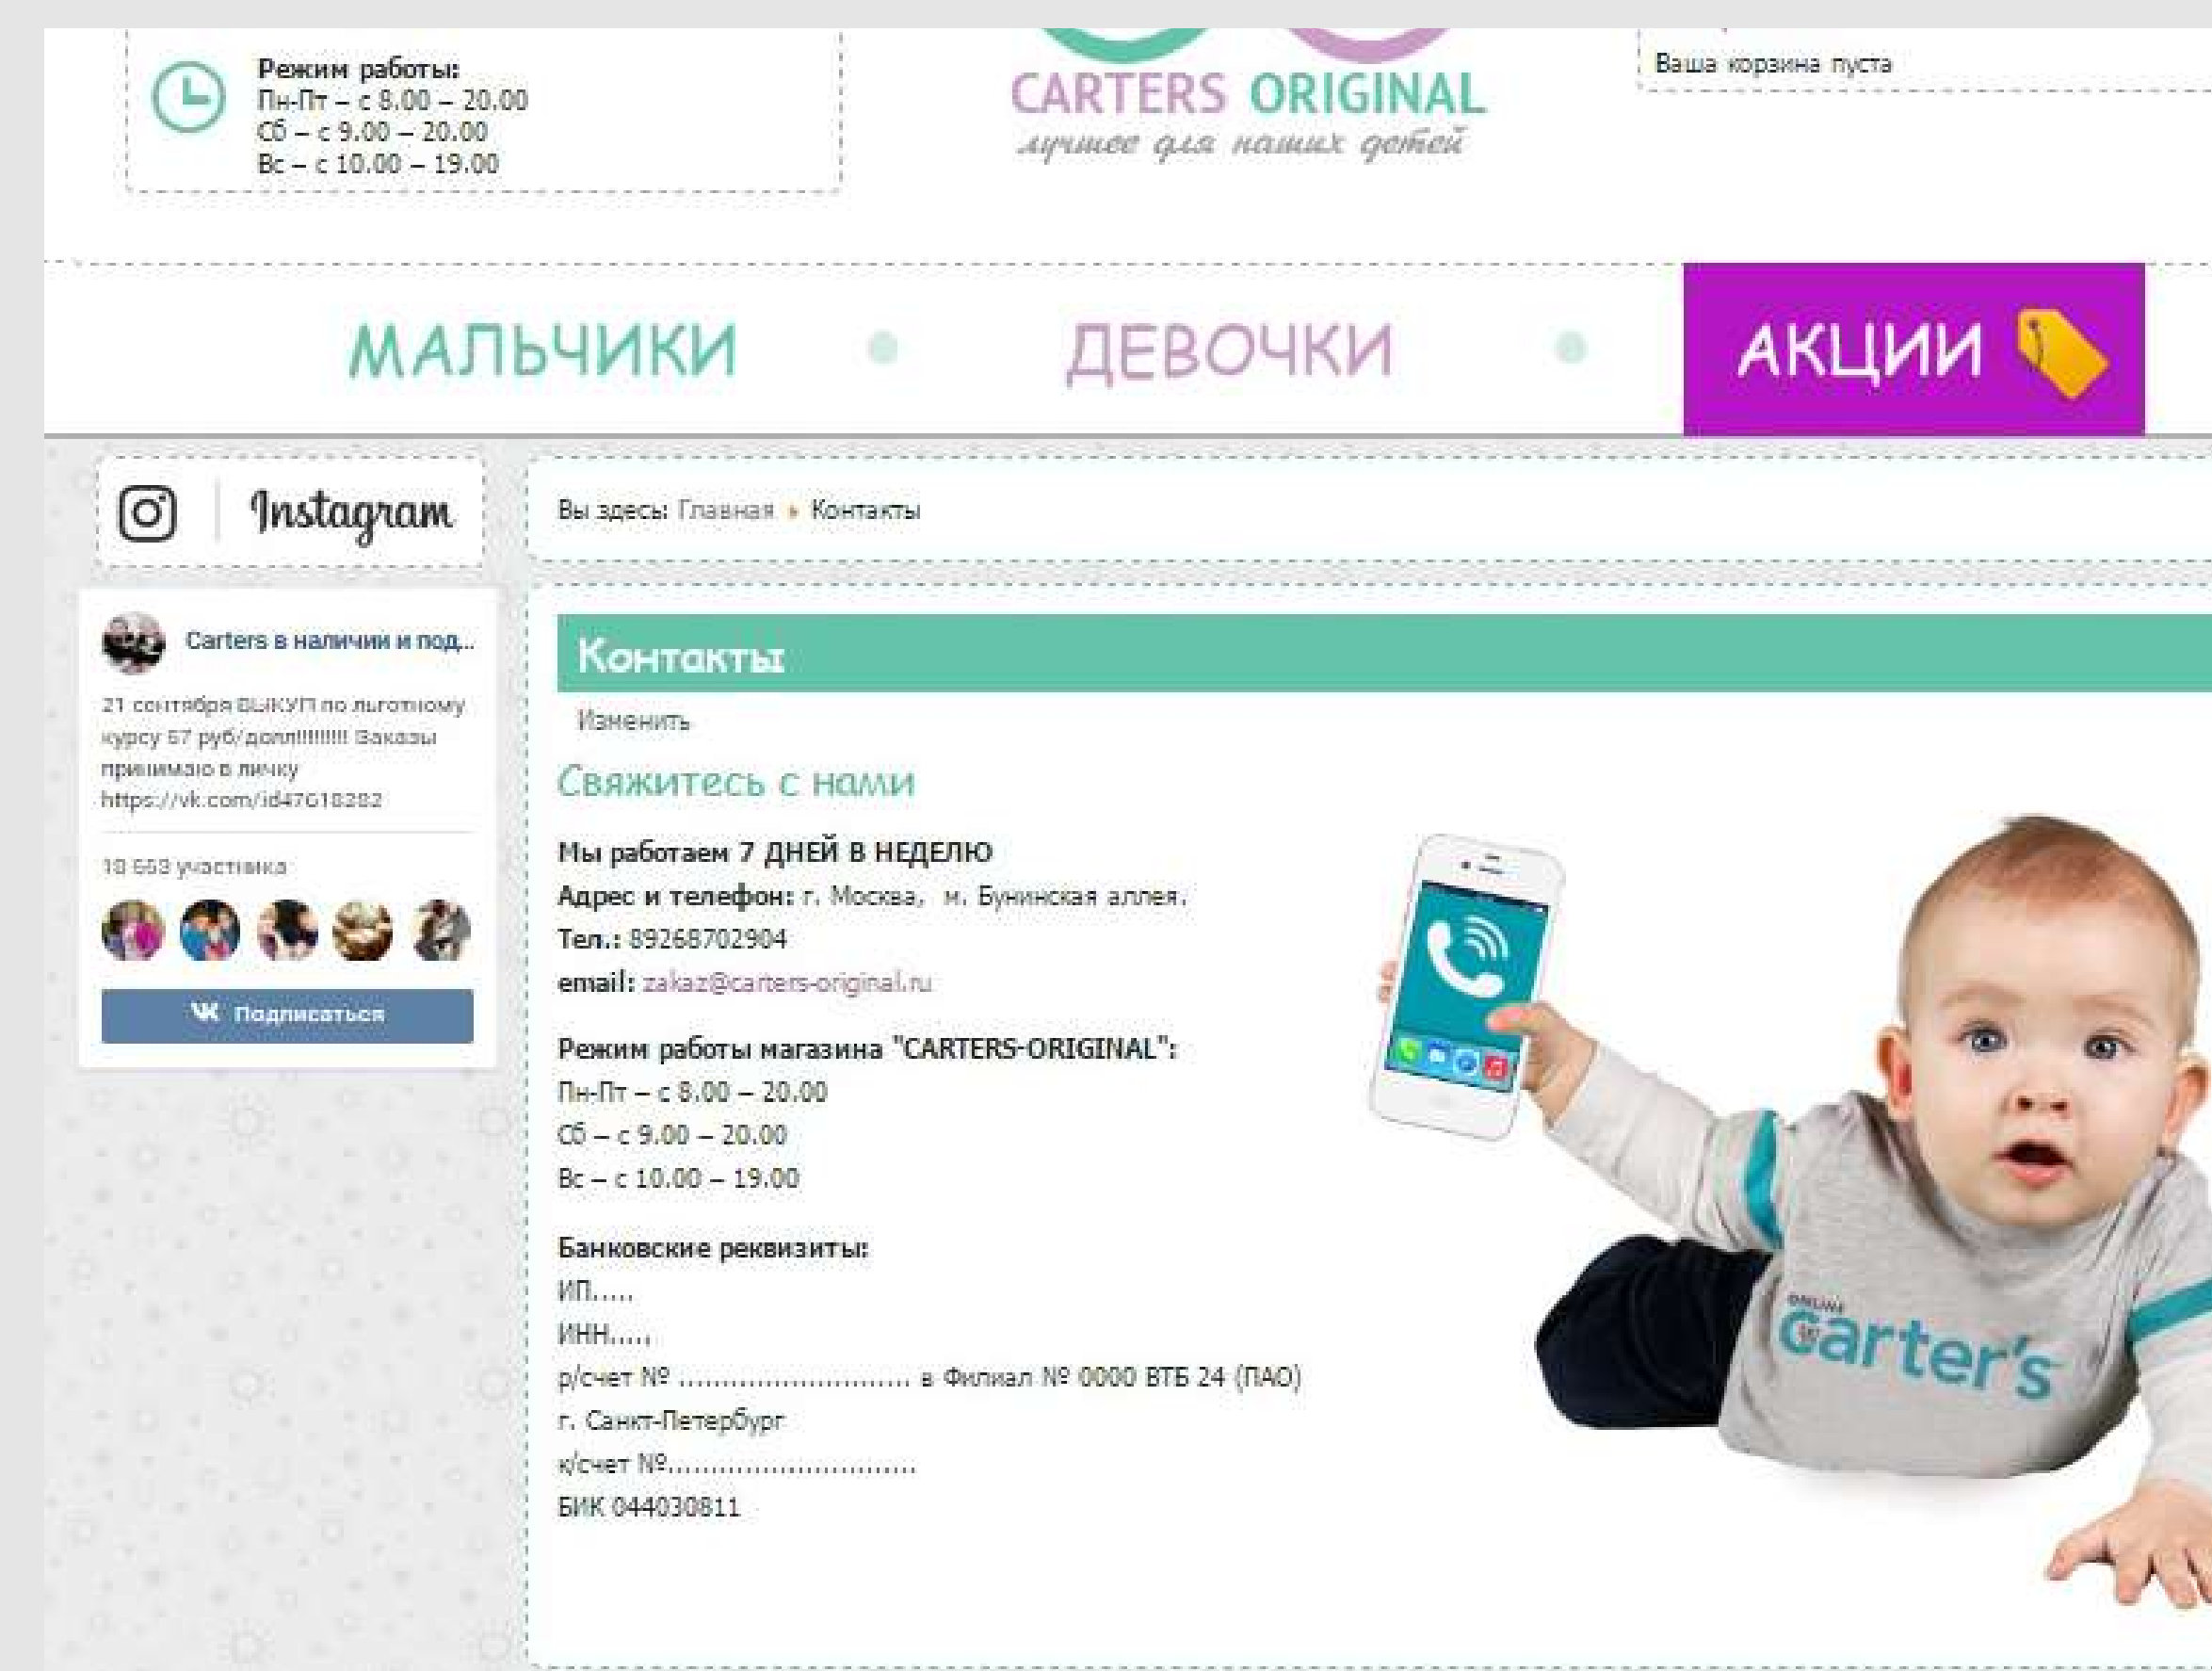 Режим работы:
Пн-Пт – с 8.00 – 20.00
Сб – с 9.00 – 20.00
Вс – с 10.00 – 19.00
CARTERS ORIGINAL
лучшее для наших детей
Ваша корзина пуста
МАЛЬЧИКИ
ДЕВОЧКИ
АКЦИИ
Instagram
Вы здесь: Главная Контакты
Carters в наличии и под...
21 сентября ВЫКУП по льготному
курсу 67 руб/долл!!!!!!!!! Заказы
принимаю в личку
https://vk.com/id47618282
участника
Подписаться
Контакты
Изменить
Свяжитесь с нами
Мы работаем 7 ДНЕЙ В НЕДЕЛЮ
Адрес и телефон: г. Москва, м. Бунинская аллея.
Тел.: 89268702904
email: zakaz@carters-original.ru
Режим работы магазина "CARTERS-ORIGINAL":
Пн-Пт – с 8.00 – 20.00
Сб – с 9.00 – 20.00
Вс – с 10.00 – 19.00
Банковские реквизиты:
ИП.....
ИНН....,
р/счет № ........................... в Филиал № 0000 ВТБ 24 (ПАО)
г. Санкт-Петербург
к/счет №.............................
БИК 044030811
ONLINE
carter's